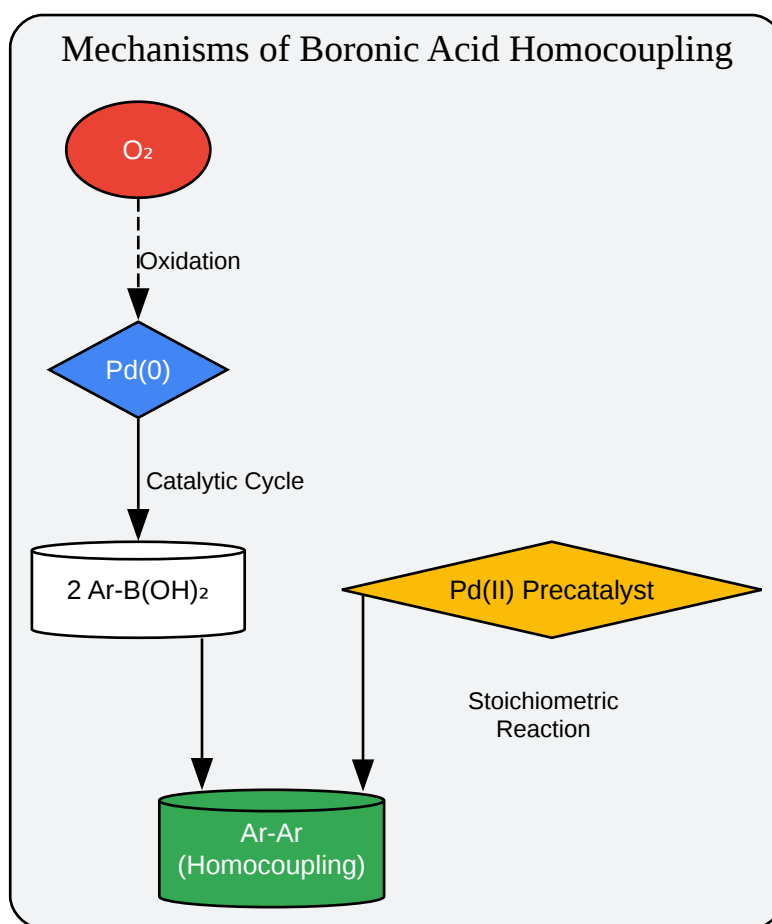 Mechanisms of Boronic Acid Homocoupling
O₂
Oxidation
Pd(0)
Catalytic Cycle
2 Ar-B(OH)₂
Pd(II) Precatalyst
Stoichiometric
Reaction
Ar-Ar
(Homocoupling)